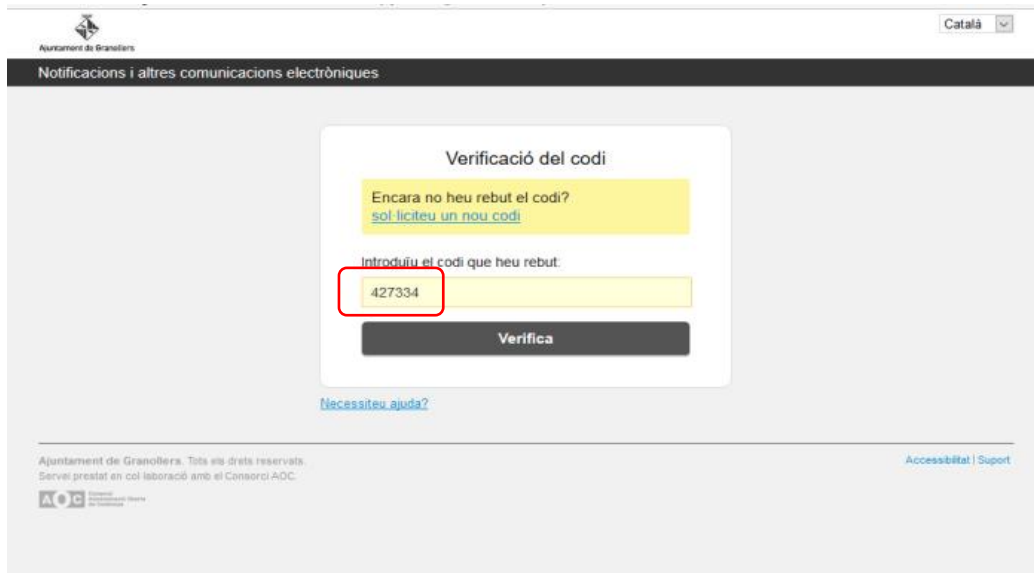 Català
Ajuntament de Granollers
Notificacions i altres comunicacions electròniques
Verificació del codi
Encara no heu rebut el codi?
sol·liciteu un nou codi
Introduïu el codi que heu rebut:
427334
Verifica
Necessiteu ajuda?
Ajuntament de Granollers. Tots els drets reservats.
Servei prestat en col·laboració amb el Consorci AOC.
Accessibilitat | Suport
AOC